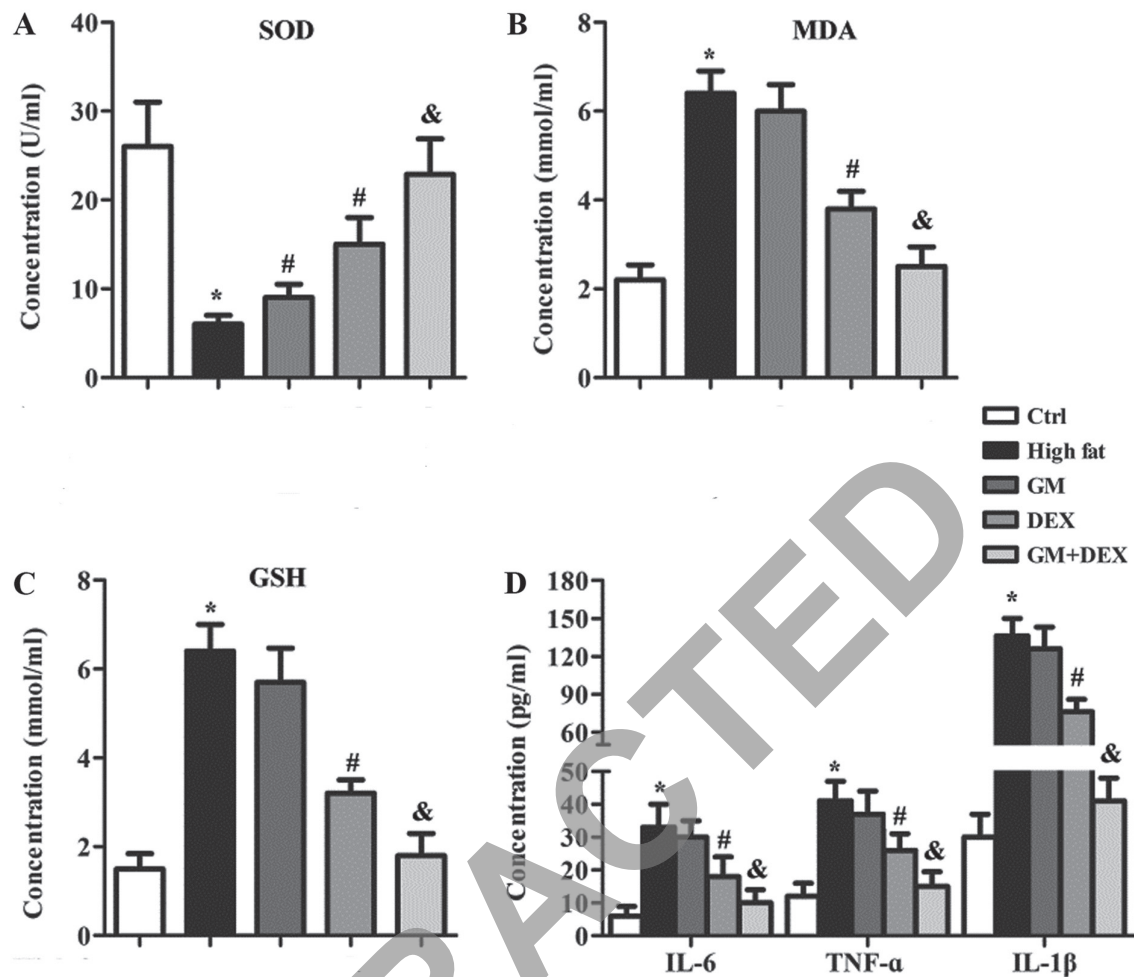 A
SOD
Concentration (U/ml)
40
30
20
10
0
*
#
#
&
B
MDA
Concentration (mmol/ml)
8
6
4
2
0
*
#
&
Ctrl
High fat
GM
DEX
GM+DEX
C
GSH
Concentration (mmol/ml)
8
6
4
2
0
*
#
&
D
Concentration (pg/ml)
180
150
120
90
60
50
40
30
20
10
0
*
#
&
*
#
&
*
#
&
IL-6
TNF-α
IL-1β
RACTED